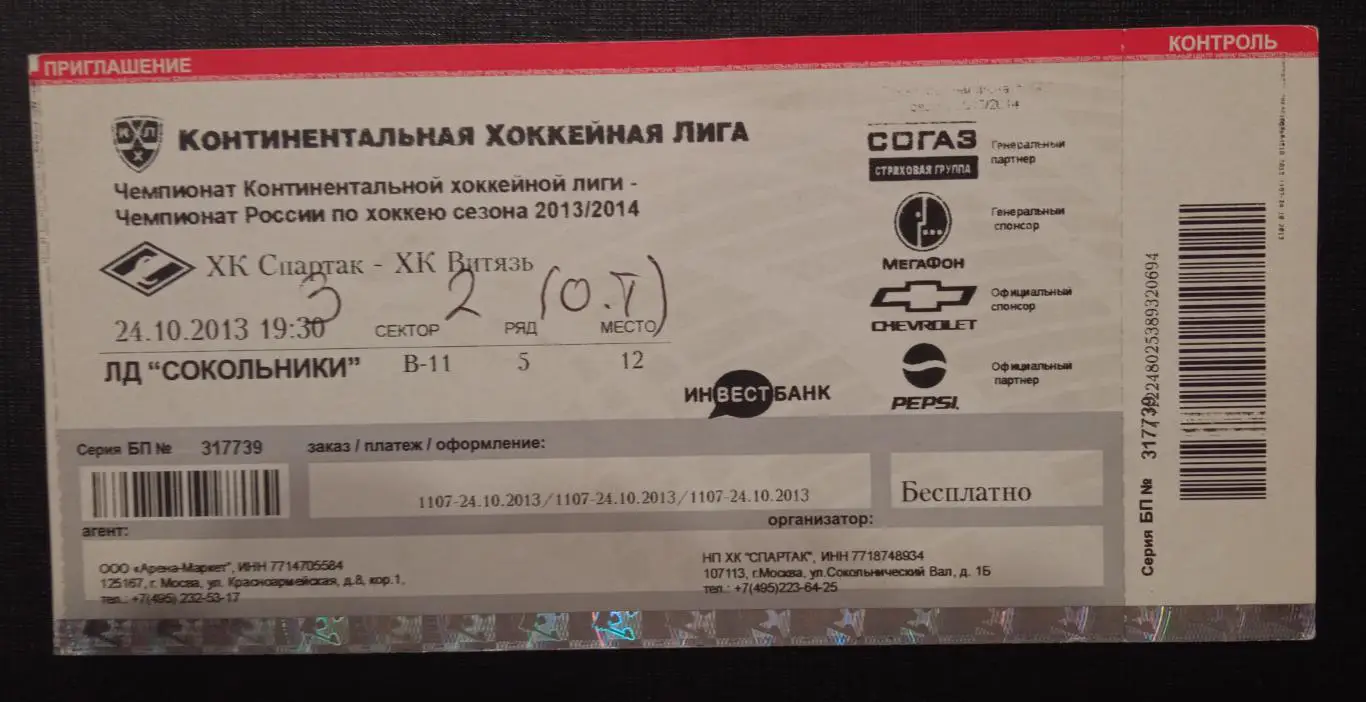 ПРИГЛАШЕНИЕ
КОНТРОЛЬ
КХЛ
КОНТИНЕНТАЛЬНАЯ ХОККЕЙНАЯ ЛИГА
Чемпионат Континентальной хоккейной лиги -
Чемпионат России по хоккею сезона 2013/2014
ХК Спартак - ХК Витязь
3 2 (О.Т)
24.10.2013 19:30 СЕКТОР РЯД МЕСТО
ЛД "СОКОЛЬНИКИ" В-11 5 12
СОГАЗ
СТРАХОВАЯ ГРУППА
Генеральный
партнер
Генеральный
спонсор
МЕГАФОН
Официальный
спонсор
CHEVROLET
Официальный
партнер
PEPSI.
ИНВЕСТБАНК
Серия БП № 317739
заказ / платеж / оформление:
1107-24.10.2013/1107-24.10.2013/1107-24.10.2013
Бесплатно
агент:
организатор:
ООО «Арена-Маркет", ИНН 7714705584
125167, г. Москва, ул. Красноармейская, д.8, кор.1,
тел.: +7(495) 232-53-17
НП ХК "СПАРТАК", ИНН 7718748934
107113, г.Москва, ул.Сокольнический Вал, д. 1Б
тел.: +7(495)223-64-25
Серия БП № 317739